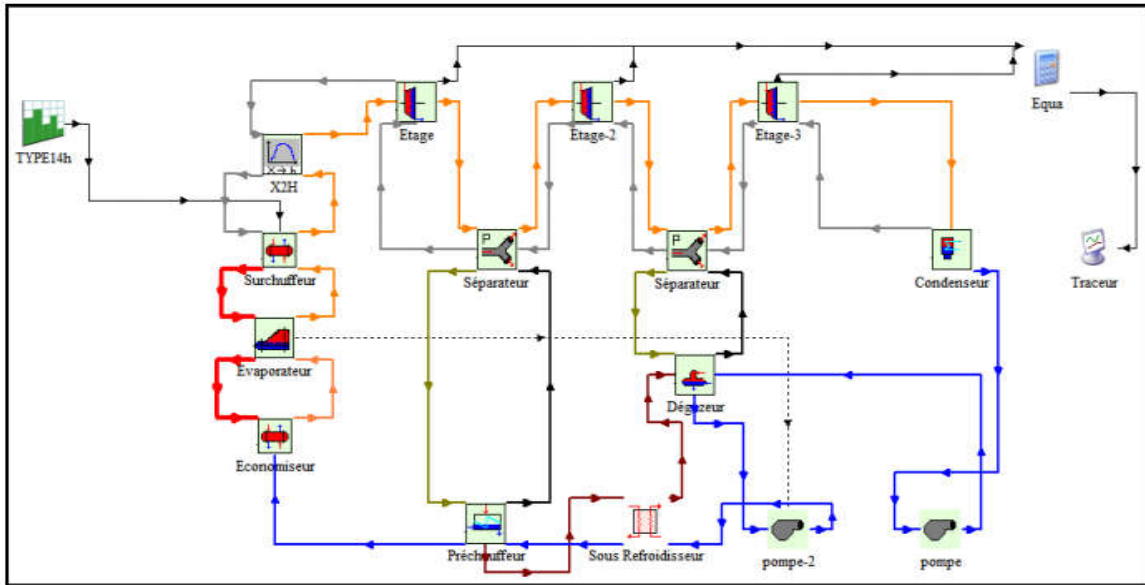 Etage
Etage-2
Etage-3
Equa
TYPE14h
X→h
X2H
P
P
Surchuffeur
Séparateur
Séparateur
Condenseur
Traceur
Evaporateur
Dégazeur
Economiseur
Préchauffeur
Sous Refroidisseur
pompe-2
pompe